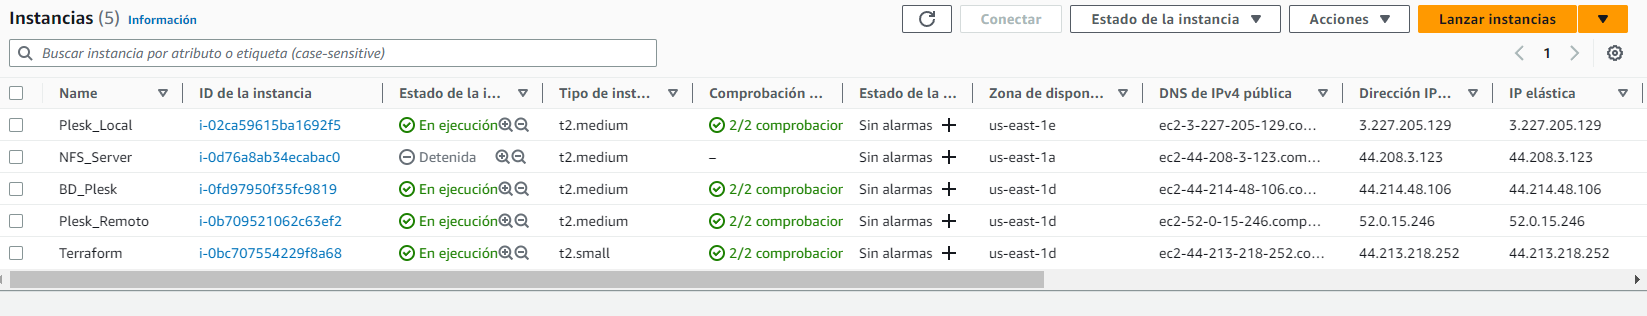 Instancias (5) Información
Conectar Estado de la instancia Acciones Lanzar instancias
Buscar instancia por atributo o etiqueta (case-sensitive)
1
Name ID de la instancia Estado de la i... Tipo de inst... Comprobación ... Estado de la ... Zona de dispon... DNS de IPv4 pública Dirección IP... IP elástica
Plesk_Local i-02ca59615ba1692f5 En ejecución t2.medium 2/2 comprobacior Sin alarmas + us-east-1e ec2-3-227-205-129.co... 3.227.205.129 3.227.205.129
NFS_Server i-0d76a8ab34ecabac0 Detenida t2.medium – Sin alarmas + us-east-1a ec2-44-208-3-123.com... 44.208.3.123 44.208.3.123
BD_Plesk i-0fd97950f35fc9819 En ejecución t2.medium 2/2 comprobacior Sin alarmas + us-east-1d ec2-44-214-48-106.co... 44.214.48.106 44.214.48.106
Plesk_Remoto i-0b709521062c63ef2 En ejecución t2.medium 2/2 comprobacior Sin alarmas + us-east-1d ec2-52-0-15-246.comp... 52.0.15.246 52.0.15.246
Terraform i-0bc707554229f8a68 En ejecución t2.small 2/2 comprobacior Sin alarmas + us-east-1d ec2-44-213-218-252.co... 44.213.218.252 44.213.218.252